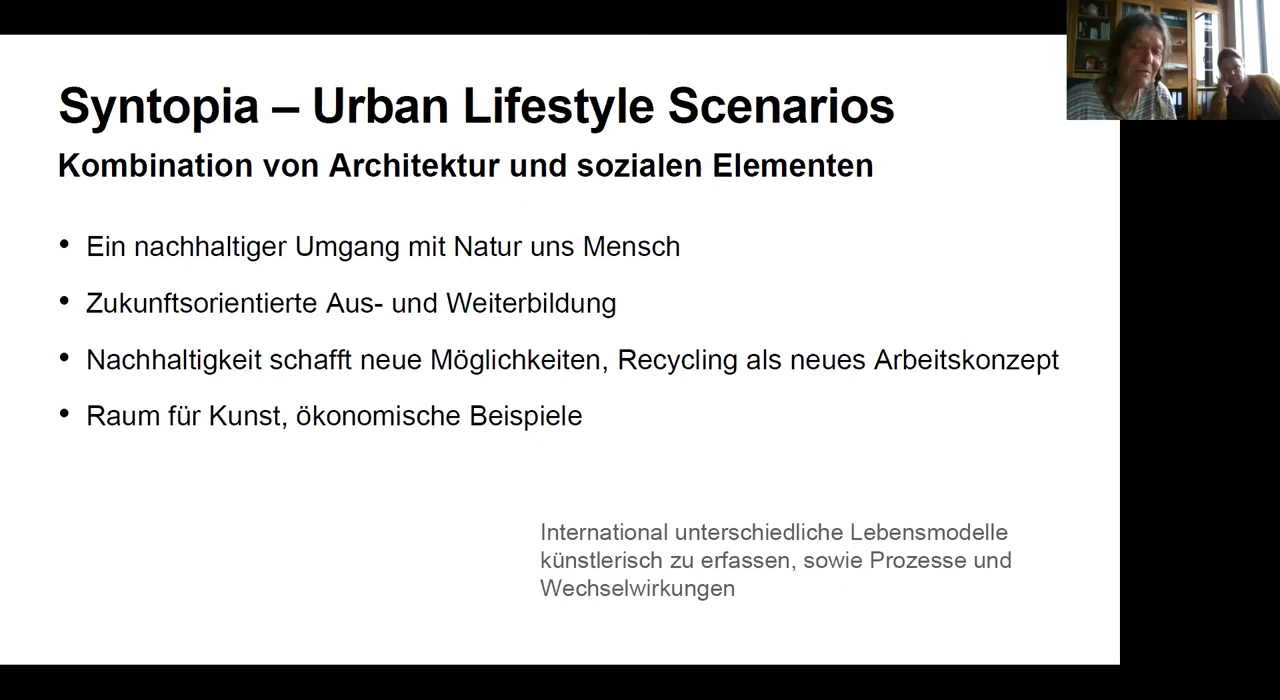 Syntopia – Urban Lifestyle Scenarios
Kombination von Architektur und sozialen Elementen
• Ein nachhaltiger Umgang mit Natur uns Mensch
• Zukunftsorientierte Aus- und Weiterbildung
• Nachhaltigkeit schafft neue Möglichkeiten, Recycling als neues Arbeitskonzept
• Raum für Kunst, ökonomische Beispiele
International unterschiedliche Lebensmodelle
künstlerisch zu erfassen, sowie Prozesse und
Wechselwirkungen